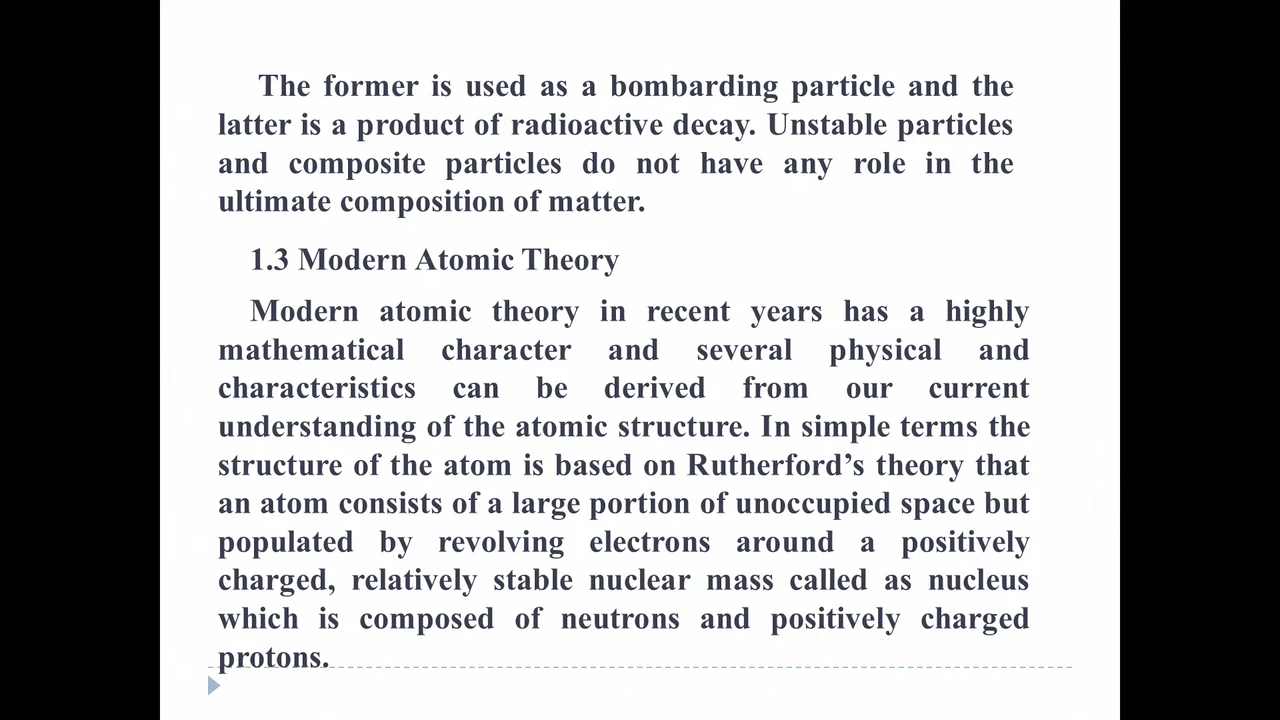 The former is used as a bombarding particle and the
latter is a product of radioactive decay. Unstable particles
and composite particles do not have any role in the
ultimate composition of matter.
1.3 Modern Atomic Theory
Modern atomic theory in recent years has a highly
mathematical character and several physical and
characteristics can be derived from our current
understanding of the atomic structure. In simple terms the
structure of the atom is based on Rutherford’s theory that
an atom consists of a large portion of unoccupied space but
populated by revolving electrons around a positively
charged, relatively stable nuclear mass called as nucleus
which is composed of neutrons and positively charged
protons.